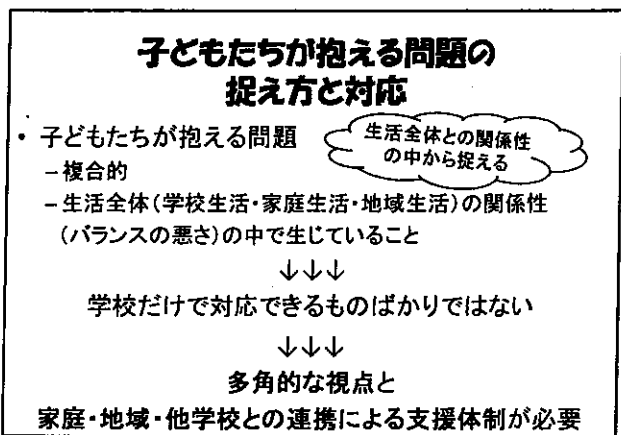 子どもたちが抱える問題の
捉え方と対応
・ 子どもたちが抱える問題
生活全体との関係性
の中から捉える
－複合的
－生活全体（学校生活・家庭生活・地域生活）の関係性
（バランスの悪さ）の中で生じていること
↓↓↓
学校だけで対応できるものばかりではない
↓↓↓
多角的な視点と
家庭・地域・他学校との連携による支援体制が必要